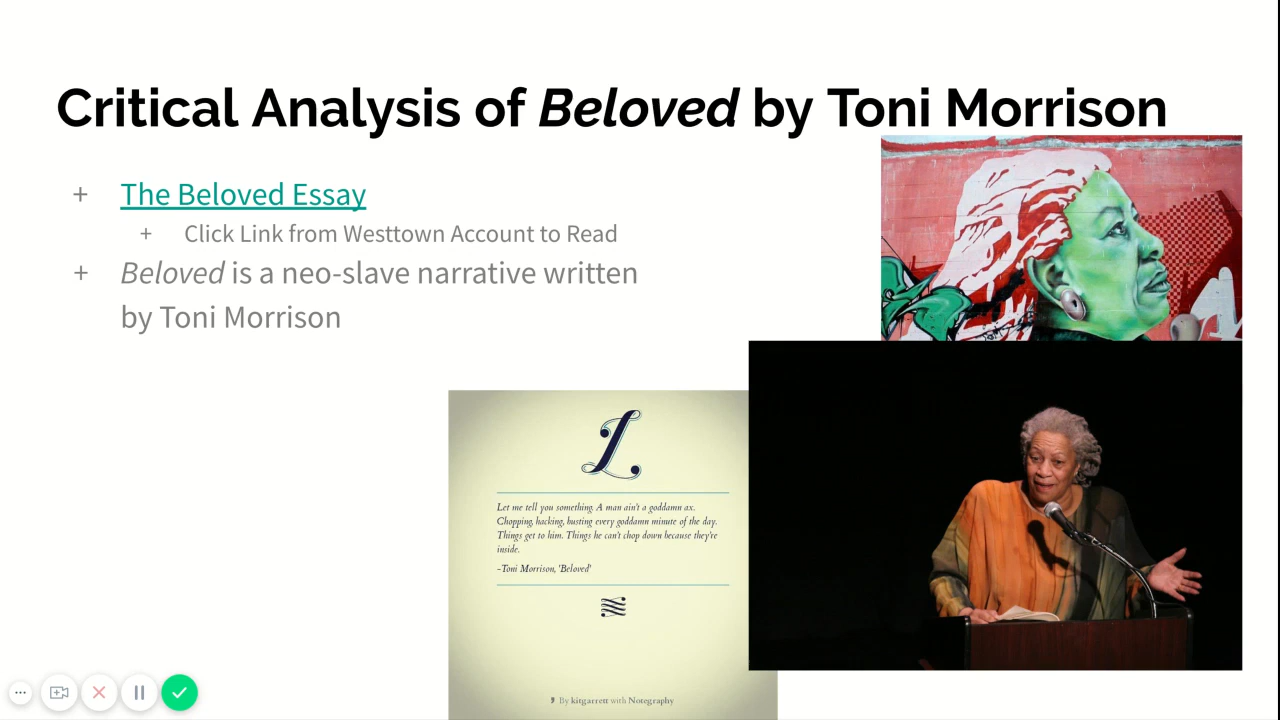 Critical Analysis of Beloved by Toni Morrison
+ The Beloved Essay
+ Click Link from Westtown Account to Read
+ Beloved is a neo-slave narrative written
by Toni Morrison
L
Let me tell you something. A man ain't a goddamn ax.
Chopping, hacking, busting every goddamn minute of the day.
Things get to him. Things he can't chop down because they're
inside.
-Toni Morrison, 'Beloved'
By kitgarrett with Notegraphy